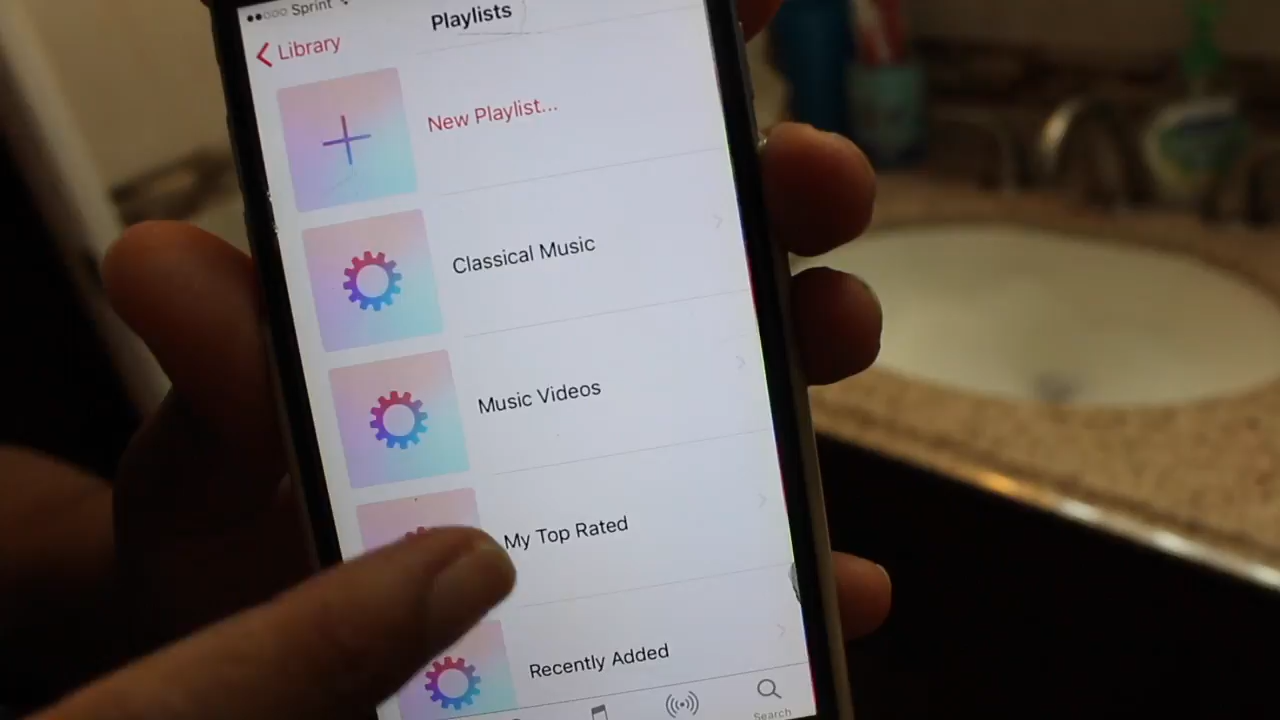 Sprint
Playlists
Library
New Playlist...
Classical Music
Music Videos
My Top Rated
Recently Added
Search